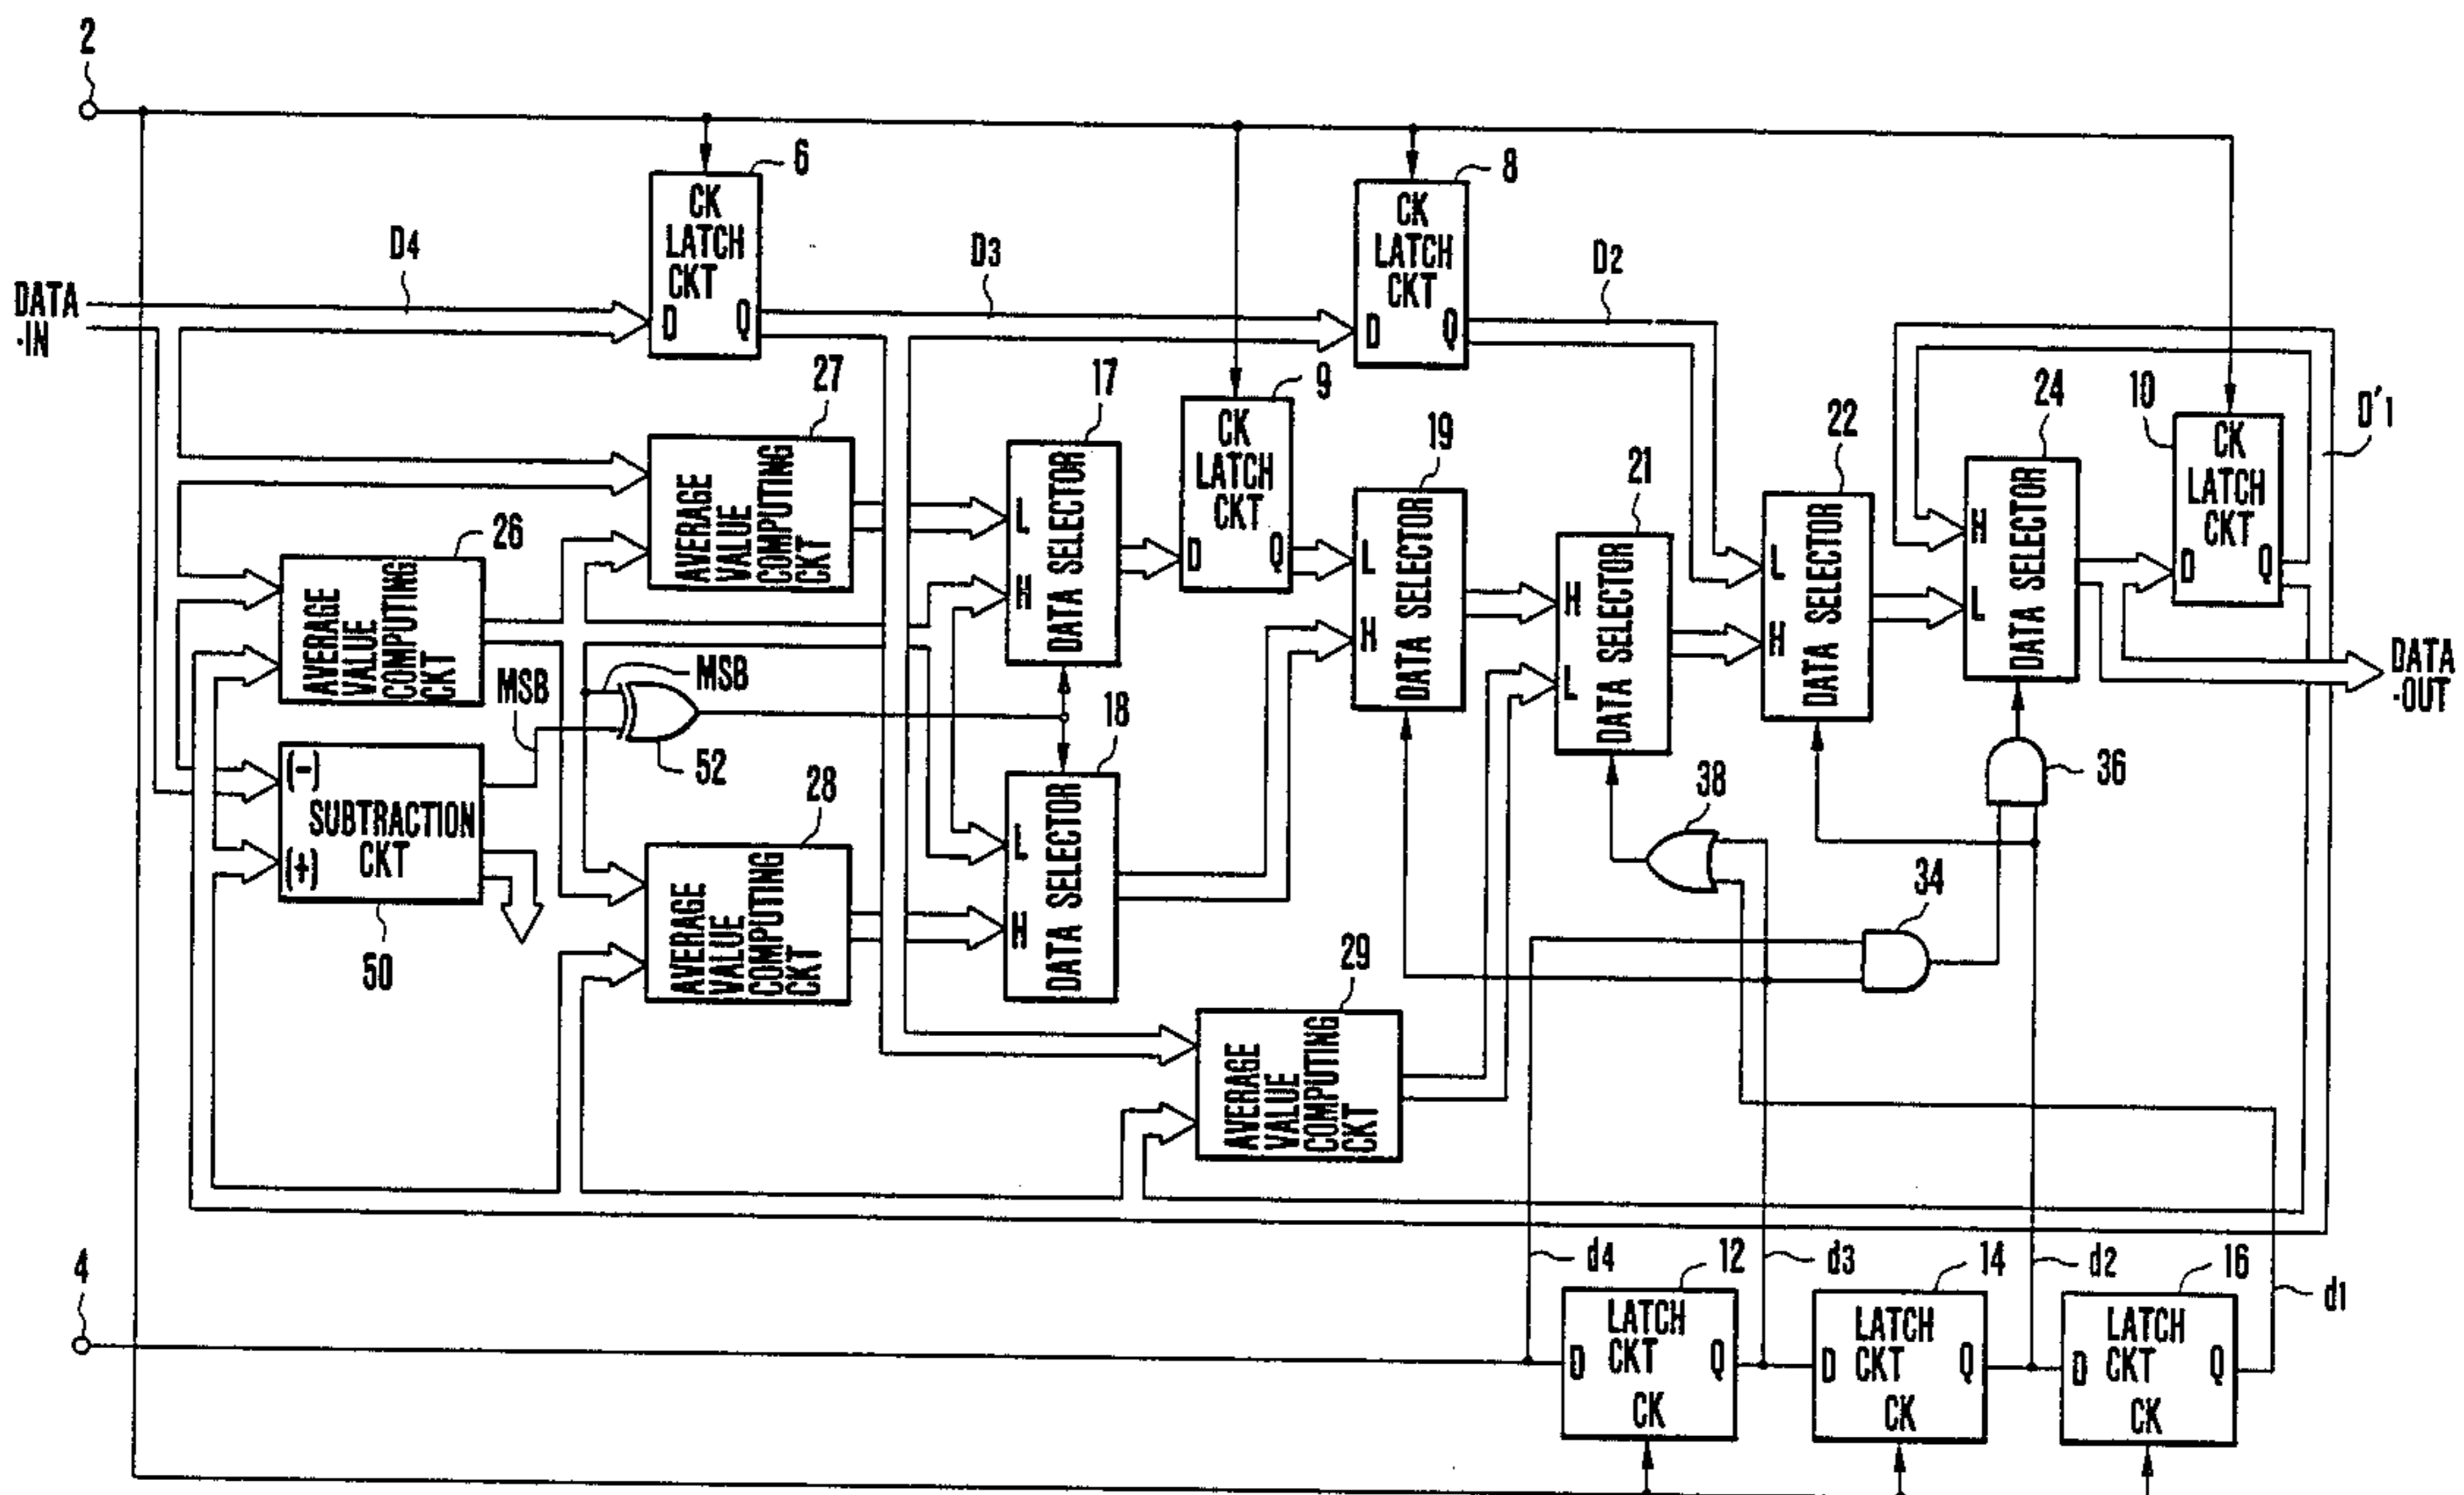 2
6
CK
LATCH
CKT
D Q
8
CK
LATCH
CKT
D Q
D4
D3
D2
DATA
-IN
27
AVERAGE
VALUE
COMPUTING
CKT
17
L
H
DATA SELECTOR
9
CK
LATCH
CKT
D Q
19
L
H
DATA SELECTOR
21
H
L
DATA SELECTOR
22
L
H
DATA SELECTOR
24
H
L
DATA SELECTOR
10
CK
LATCH
CKT
D Q
D'1
26
AVERAGE
VALUE
COMPUTING
CKT
MSB
MSB
52
18
L
H
DATA SELECTOR
DATA
-OUT
(-)
SUBTRACTION
CKT
(+)
50
28
AVERAGE
VALUE
COMPUTING
CKT
38
36
34
29
AVERAGE
VALUE
COMPUTING
CKT
4
d4
12
LATCH
CKT
D Q
CK
d3
14
LATCH
CKT
D Q
CK
d2
16
LATCH
CKT
D Q
CK
d1